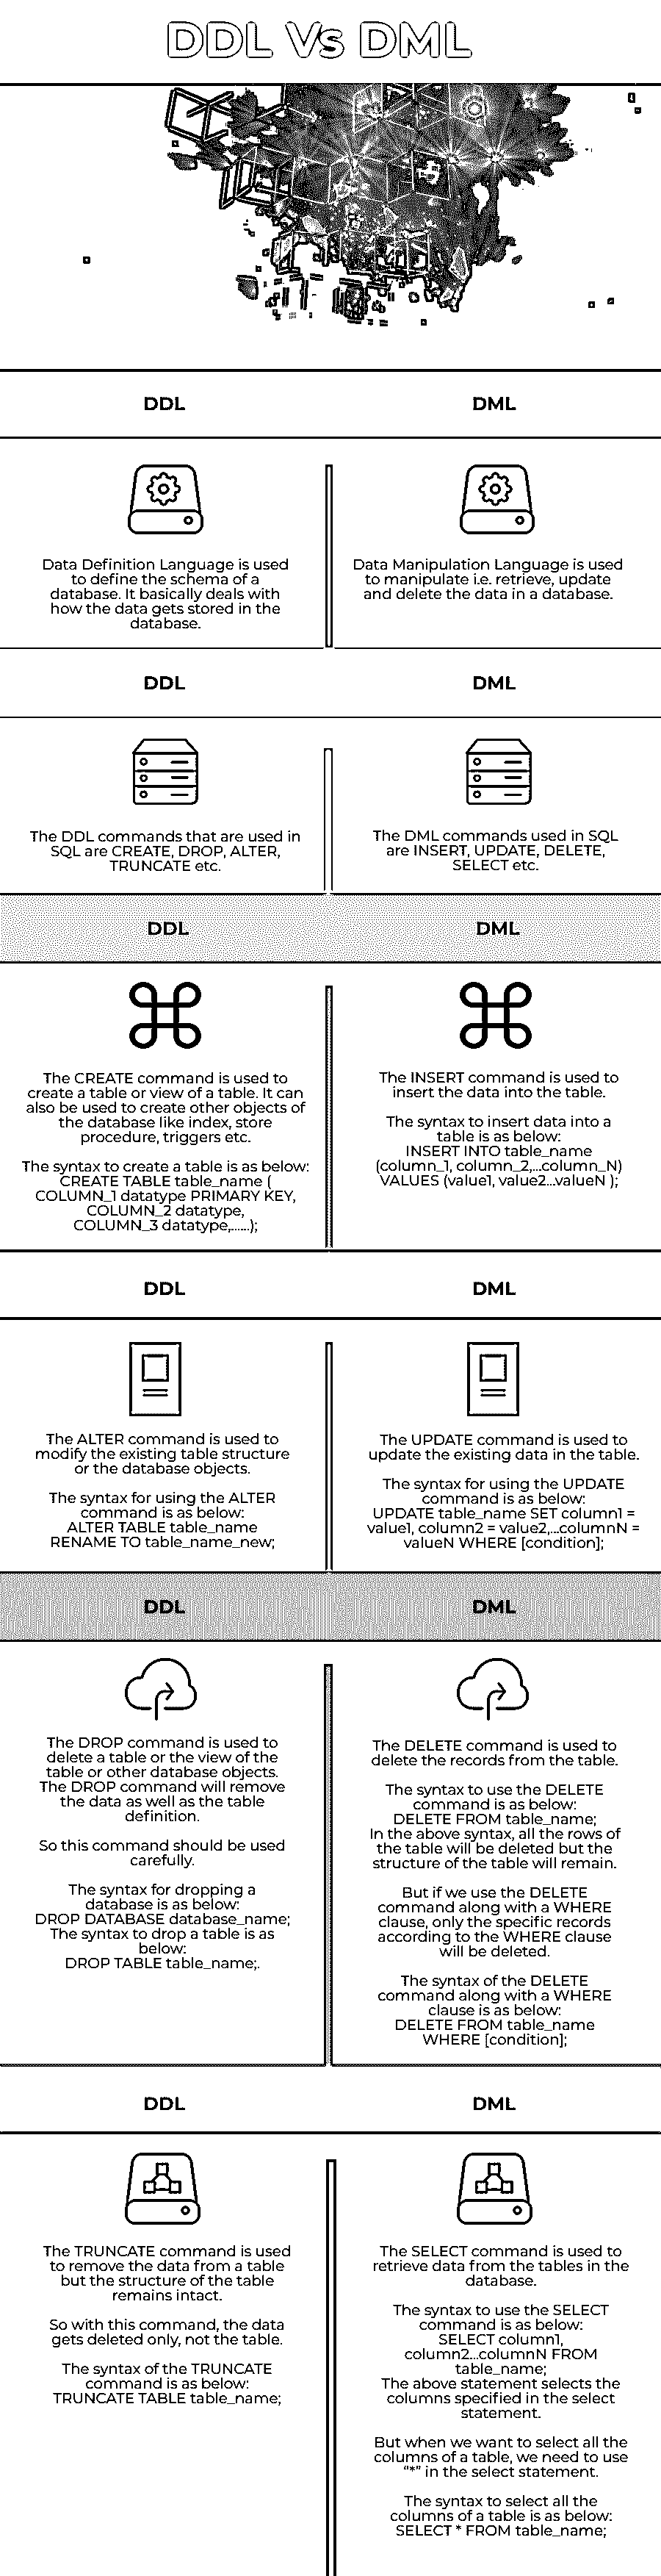 DDL Vs DML
DDL
DML
Data Definition Language is used
to define the schema of a
database. It basically deals with
how the data gets stored in the
database.
Data Manipulation Language is used
to manipulate i.e. retrieve, update
and delete the data in a database.
DDL
DML
The DDL commands that are used in
SQL are CREATE, DROP, ALTER,
TRUNCATE etc.
The DML commands used in SQL
are INSERT, UPDATE, DELETE,
SELECT etc.
DDL
DML
The CREATE command is used to
create a table or view of a table. It can
also be used to create other objects of
the database like index, store
procedure, triggers etc.
The syntax to create a table is as below:
CREATE TABLE table_name (
COLUMN_1 datatype PRIMARY KEY,
COLUMN_2 datatype,
COLUMN_3 datatype,......);
The INSERT command is used to
insert the data into the table.
The syntax to insert data into a
table is as below:
INSERT INTO table_name
(column_1, column_2,...column_N)
VALUES (value1, value2...valueN );
DDL
DML
The ALTER command is used to
modify the existing table structure
or the database objects.
The syntax for using the ALTER
command is as below:
ALTER TABLE table_name
RENAME TO table_name_new;
The UPDATE command is used to
update the existing data in the table.
The syntax for using the UPDATE
command is as below:
UPDATE table_name SET column1 =
value1, column2 = value2,...columnN =
valueN WHERE [condition];
DDL
DML
The DROP command is used to
delete a table or the view of the
table or other database objects.
The DROP command will remove
the data as well as the table
definition.
So this command should be used
carefully.
The syntax for dropping a
database is as below:
DROP DATABASE database_name;
The syntax to drop a table is as
below:
DROP TABLE table_name;.
The DELETE command is used to
delete the records from the table.
The syntax to use the DELETE
command is as below:
DELETE FROM table_name;
In the above syntax, all the rows of
the table will be deleted but the
structure of the table will remain.
But if we use the DELETE
command along with a WHERE
clause, only the specific records
according to the WHERE clause
will be deleted.
The syntax of the DELETE
command along with a WHERE
clause is as below:
DELETE FROM table_name
WHERE [condition];
DDL
DML
The TRUNCATE command is used
to remove the data from a table
but the structure of the table
remains intact.
So with this command, the data
gets deleted only, not the table.
The syntax of the TRUNCATE
command is as below:
TRUNCATE TABLE table_name;
The SELECT command is used to
retrieve data from the tables in the
database.
The syntax to use the SELECT
command is as below:
SELECT column1,
column2...columnN FROM
table_name;
The above statement selects the
columns specified in the select
statement.
But when we want to select all the
columns of a table, we need to use
“*” in the select statement.
The syntax to select all the
columns of a table is as below:
SELECT * FROM table_name;